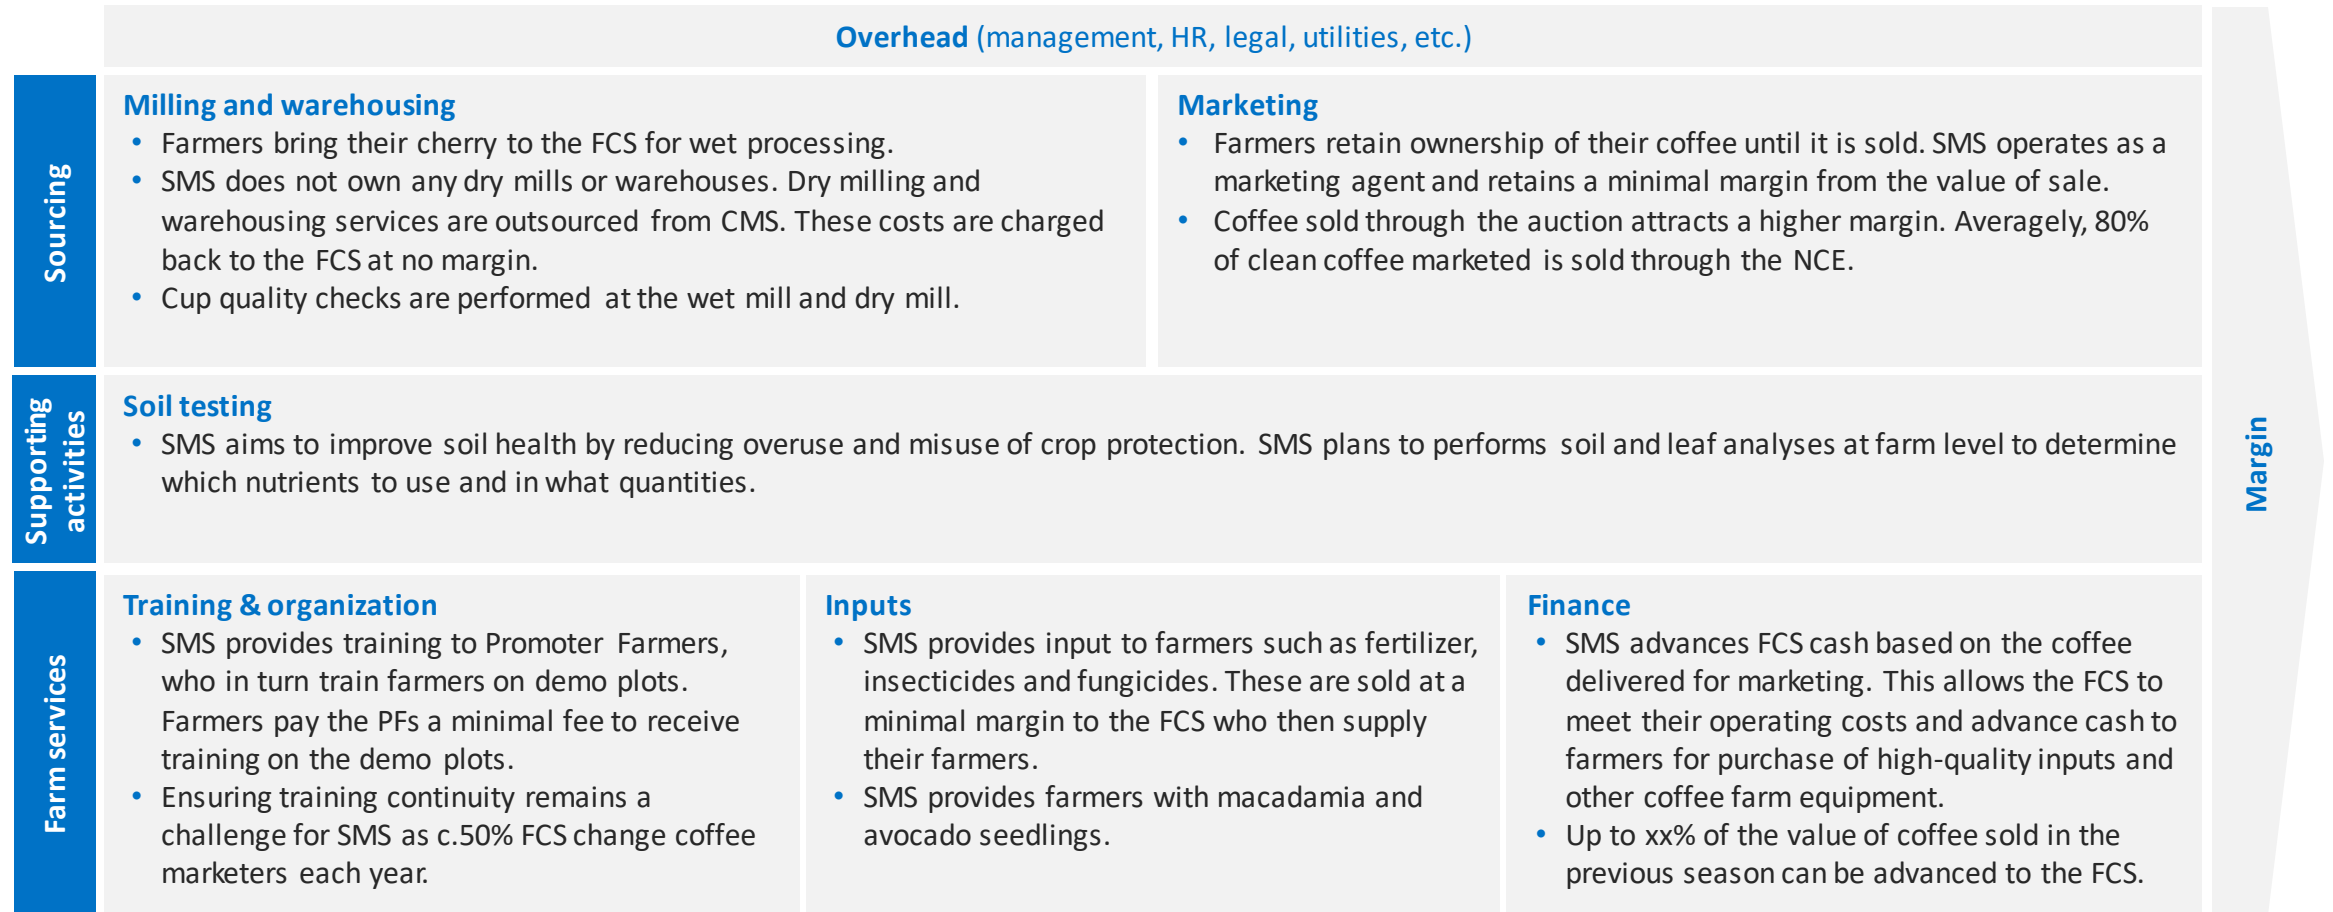 Overhead (management, HR, legal, utilities, etc.)
Sourcing
Milling and warehousing
• Farmers bring their cherry to the FCS for wet processing.
• SMS does not own any dry mills or warehouses. Dry milling and
warehousing services are outsourced from CMS. These costs are charged
back to the FCS at no margin.
• Cup quality checks are performed at the wet mill and dry mill.
Marketing
• Farmers retain ownership of their coffee until it is sold. SMS operates as a
marketing agent and retains a minimal margin from the value of sale.
• Coffee sold through the auction attracts a higher margin. Averagely, 80%
of clean coffee marketed is sold through the NCE.
Supporting
activities
Soil testing
• SMS aims to improve soil health by reducing overuse and misuse of crop protection. SMS plans to performs soil and leaf analyses at farm level to determine
which nutrients to use and in what quantities.
Farm services
Training & organization
• SMS provides training to Promoter Farmers,
who in turn train farmers on demo plots.
Farmers pay the PFs a minimal fee to receive
training on the demo plots.
• Ensuring training continuity remains a
challenge for SMS as c.50% FCS change coffee
marketers each year.
Inputs
• SMS provides input to farmers such as fertilizer,
insecticides and fungicides. These are sold at a
minimal margin to the FCS who then supply
their farmers.
• SMS provides farmers with macadamia and
avocado seedlings.
Finance
• SMS advances FCS cash based on the coffee
delivered for marketing. This allows the FCS to
meet their operating costs and advance cash to
farmers for purchase of high-quality inputs and
other coffee farm equipment.
• Up to xx% of the value of coffee sold in the
previous season can be advanced to the FCS.
Margin